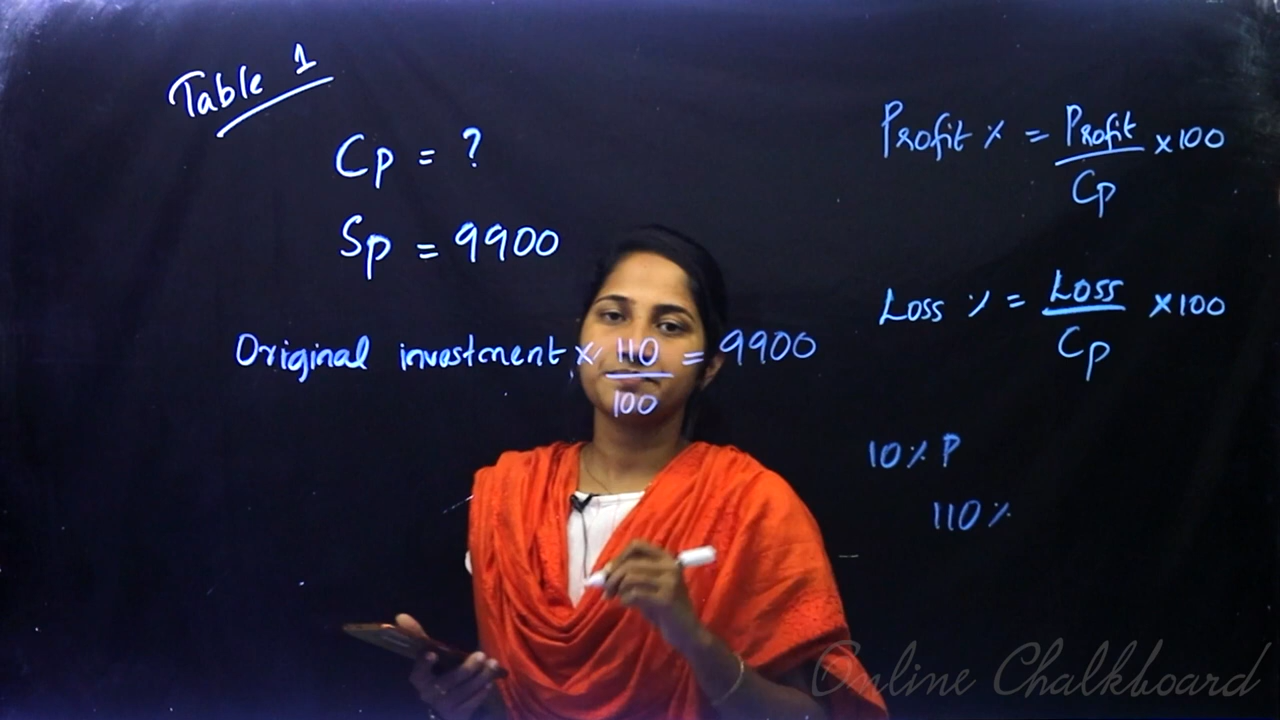 Table 1
Cp = ?
Sp = 9900
Original investment × 110/100 = 9900
Profit % = Profit/Cp ×100
Loss % = Loss/Cp ×100
10% P
110%
Online Chalkboard